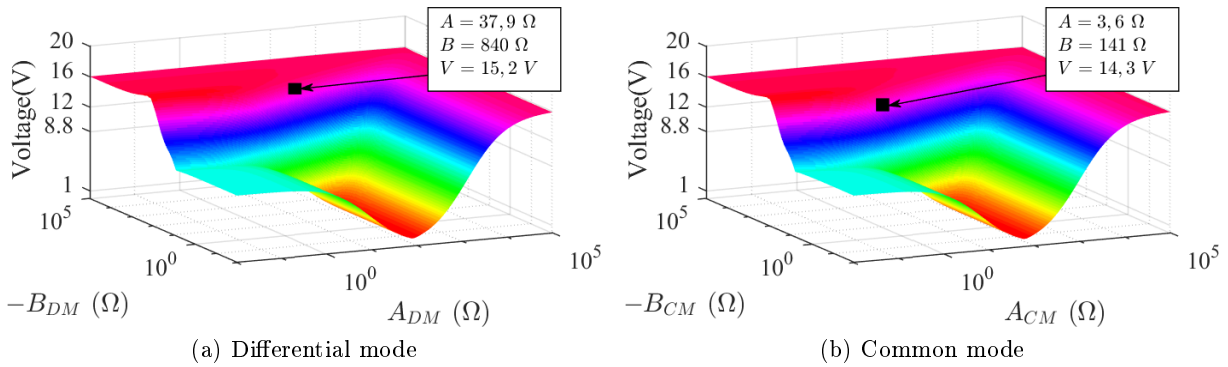 A = 37,9 Ω
B = 840 Ω
V = 15,2 V
20
16
12
8.8
1
Voltage(V)
10^5
10^0
10^0
10^5
−B_DM (Ω)
A_DM (Ω)
(a) Differential mode
A = 3,6 Ω
B = 141 Ω
V = 14,3 V
20
16
12
8.8
1
Voltage(V)
10^5
10^0
10^0
10^5
−B_CM (Ω)
A_CM (Ω)
(b) Common mode